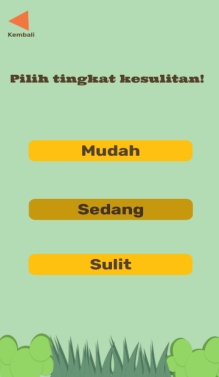 Kembali
Pilih tingkat kesulitan!
Mudah
Sedang
Sulit